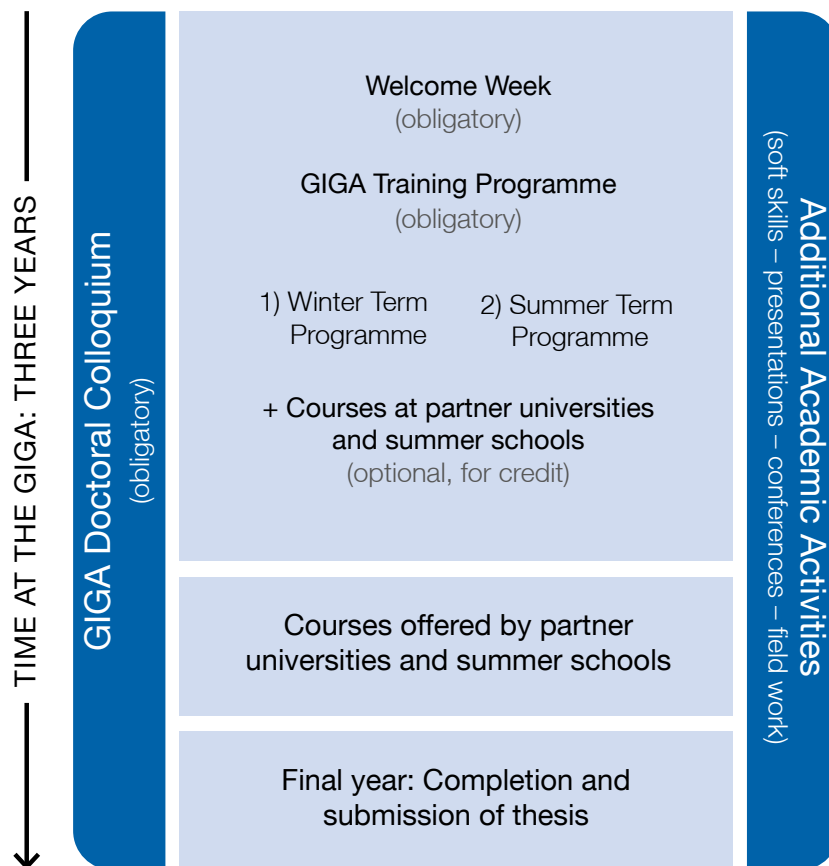 TIME AT THE GIGA: THREE YEARS
GIGA Doctoral Colloquium
(obligatory)
Welcome Week
(obligatory)
GIGA Training Programme
(obligatory)
1) Winter Term
Programme
2) Summer Term
Programme
+ Courses at partner universities
and summer schools
(optional, for credit)
Courses offered by partner
universities and summer schools
Final year: Completion and
submission of thesis
Additional Academic Activities
(soft skills – presentations – conferences – field work)